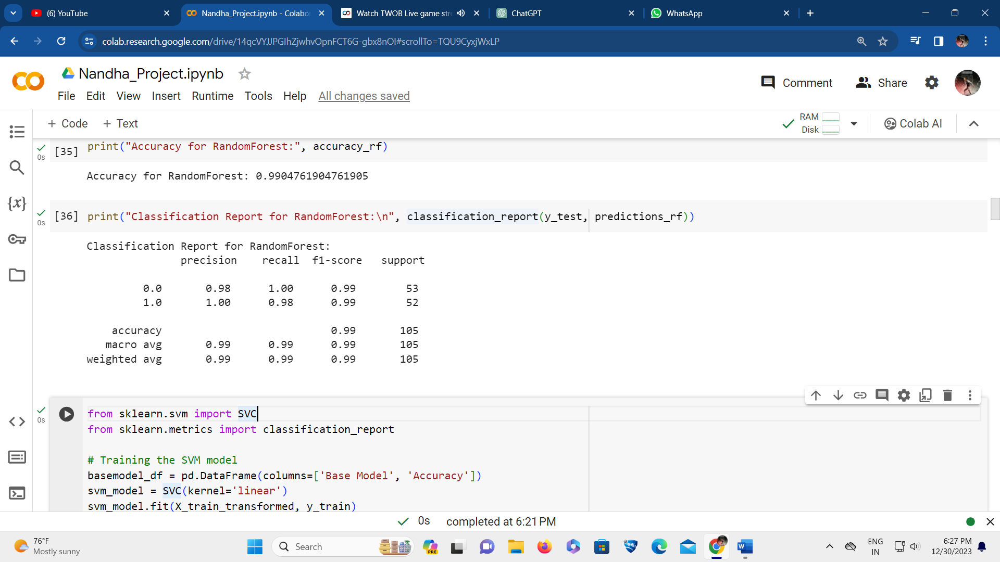 (6) YouTube
Nandha_Project.ipynb - Colabo
Watch TWOB Live game stre
ChatGPT
WhatsApp
colab.research.google.com/drive/14qcVYJJPGIhZjwhvOpnFCT6G-gbx8nOl#scrollTo=TQU9CyxjWxLP
Nandha_Project.ipynb
Comment
Share
File Edit View Insert Runtime Tools Help All changes saved
+ Code + Text
RAM
Disk
Colab AI
0s
[35] print("Accuracy for RandomForest:", accuracy_rf)
Accuracy for RandomForest: 0.9904761904761905
0s
[36] print("Classification Report for RandomForest:\n", classification_report(y_test, predictions_rf))
Classification Report for RandomForest:
precision recall f1-score support
0.0 0.98 1.00 0.99 53
1.0 1.00 0.98 0.99 52
accuracy 0.99 105
macro avg 0.99 0.99 0.99 105
weighted avg 0.99 0.99 0.99 105
0s
from sklearn.svm import SVC
from sklearn.metrics import classification_report
# Training the SVM model
basemodel_df = pd.DataFrame(columns=['Base Model', 'Accuracy'])
svm_model = SVC(kernel='linear')
svm_model.fit(X_train_transformed, y_train)
0s completed at 6:21 PM
76°F
Mostly sunny
Search
PRE
ENG
IN
6:27 PM
12/30/2023